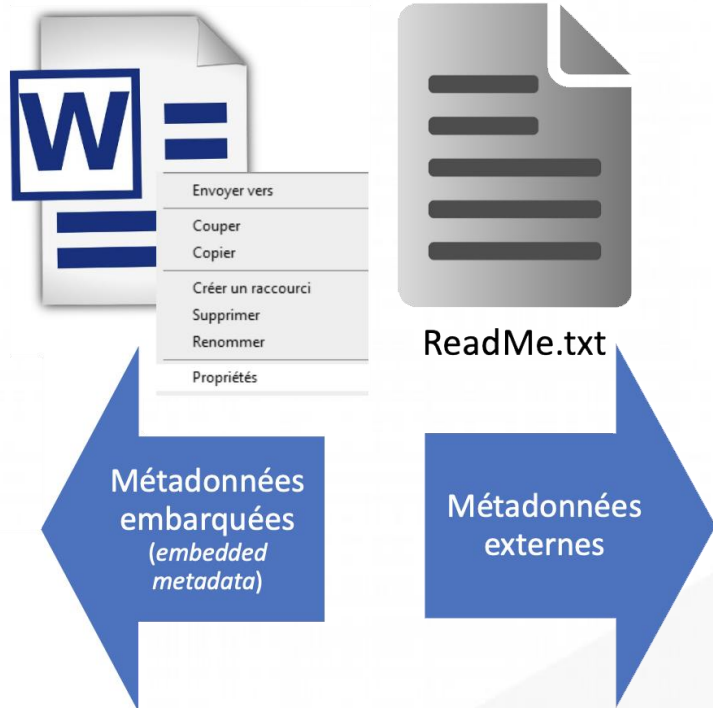 W
Envoyer vers
Couper
Copier
Créer un raccourci
Supprimer
Renommer
Propriétés
ReadMe.txt
Métadonnées
embarquées
(embedded
metadata)
Métadonnées
externes